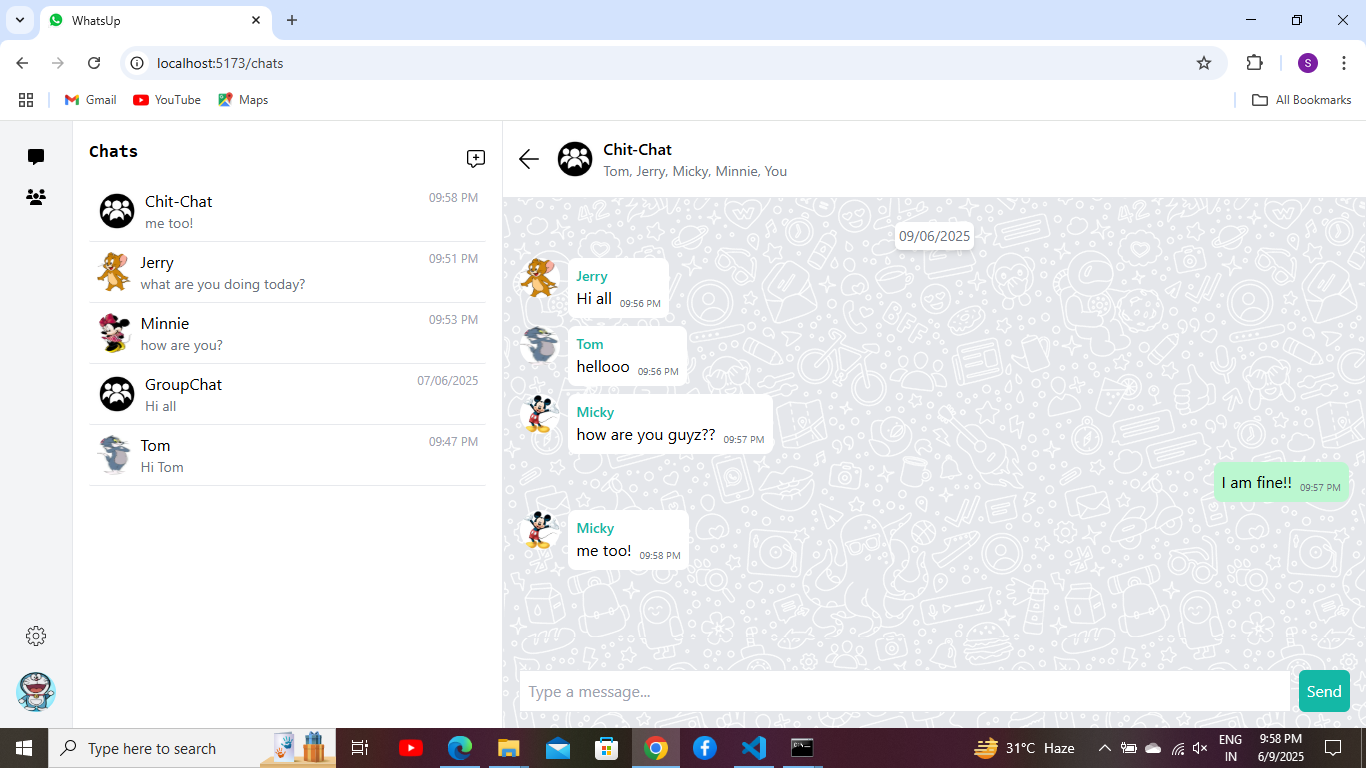 WhatsUp
localhost:5173/chats
S
Gmail
YouTube
Maps
All Bookmarks
Chats
Chit-Chat
09:58 PM
me too!
Jerry
09:51 PM
what are you doing today?
Minnie
09:53 PM
how are you?
GroupChat
07/06/2025
Hi all
Tom
09:47 PM
Hi Tom
Chit-Chat
Tom, Jerry, Micky, Minnie, You
09/06/2025
Jerry
Hi all 09:56 PM
Tom
hellooo 09:56 PM
Micky
how are you guyz?? 09:57 PM
I am fine!! 09:57 PM
Micky
me too! 09:58 PM
Type a message...
Send
Type here to search
31°C Haze
ENG
IN
9:58 PM
6/9/2025